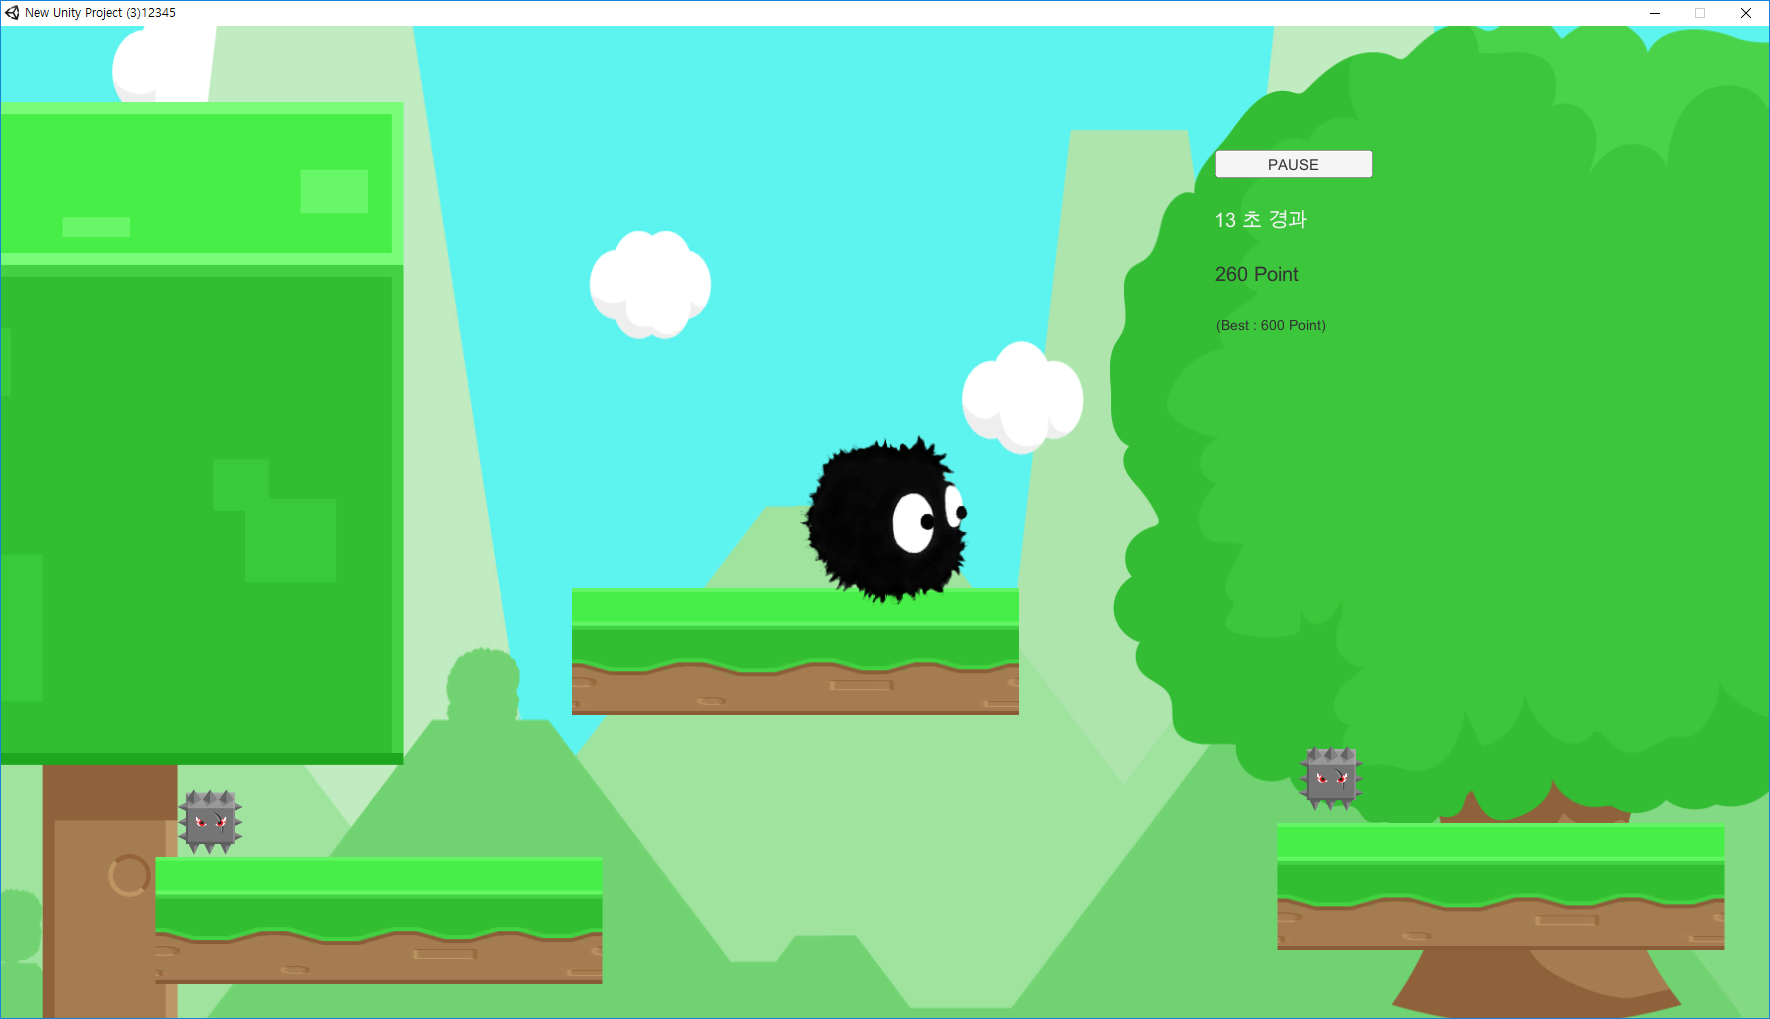 New Unity Project (3)12345
PAUSE
13 초 경과
260 Point
(Best : 600 Point)